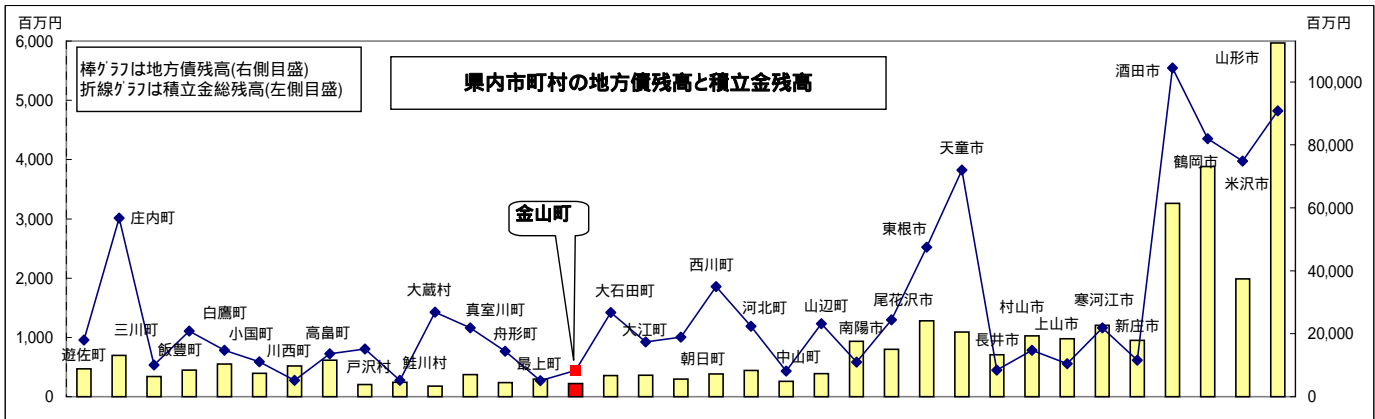 百万円
百万円
県内市町村の地方債残高と積立金残高
棒グラフは地方債残高(右側目盛)
折線グラフは積立金総残高(左側目盛)
6,000
5,000
4,000
3,000
2,000
1,000
0
100,000
80,000
60,000
40,000
20,000
0
遊佐町
庄内町
三川町
飯豊町
白鷹町
小国町
川西町
高畠町
戸沢村
鮭川村
大蔵村
真室川町
舟形町
最上町
金山町
大石田町
大江町
朝日町
西川町
河北町
中山町
山辺町
南陽市
尾花沢市
東根市
天童市
長井市
村山市
上山市
寒河江市
新庄市
酒田市
鶴岡市
米沢市
山形市